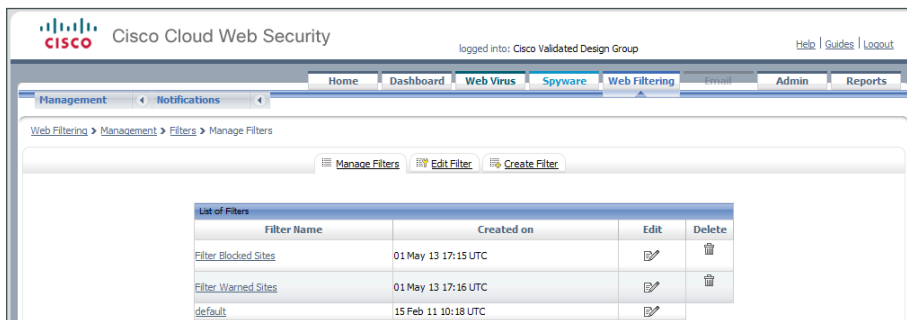 CISCO Cloud Web Security
logged into: Cisco Validated Design Group
Help | Guides | Logout
Home Dashboard Web Virus Spyware Web Filtering Email Admin Reports
Management Notifications
Web Filtering > Management > Filters > Manage Filters
Manage Filters Edit Filter Create Filter
List of Filters
Filter Name Created on Edit Delete
Filter Blocked Sites 01 May 13 17:15 UTC
Filter Warned Sites 01 May 13 17:16 UTC
default 15 Feb 11 10:18 UTC